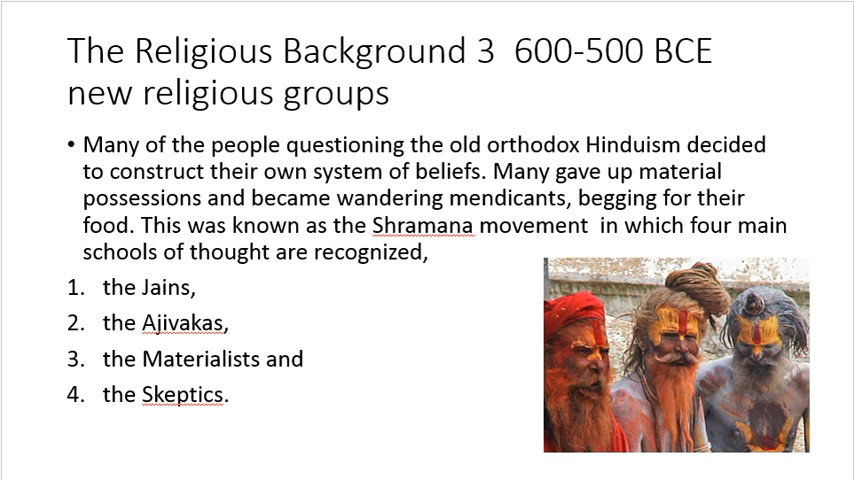 The Religious Background 3  600-500 BCE
new religious groups
• Many of the people questioning the old orthodox Hinduism decided
to construct their own system of beliefs. Many gave up material
possessions and became wandering mendicants, begging for their
food. This was known as the Shramana movement  in which four main
schools of thought are recognized,
1. the Jains,
2. the Ajivakas,
3. the Materialists and
4. the Skeptics.